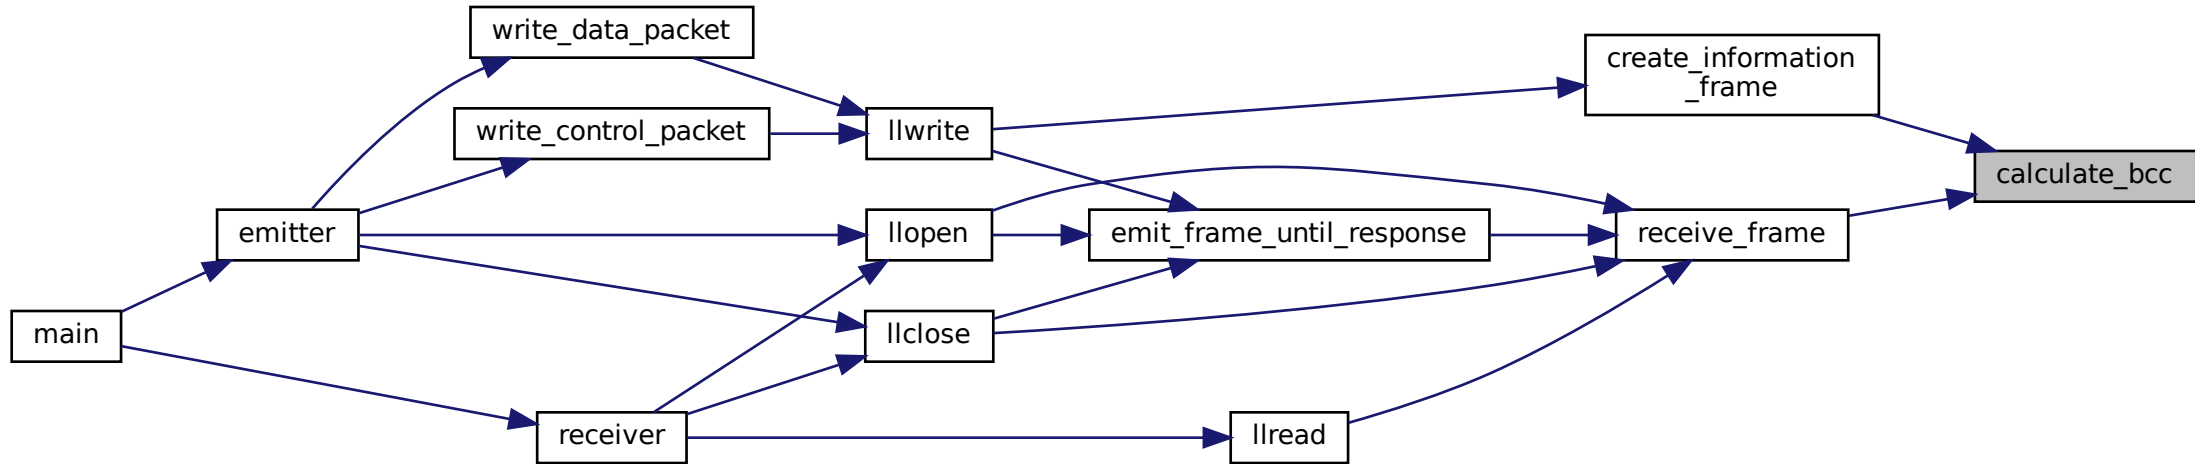 write_data_packet
create_information
_frame
write_control_packet
llwrite
calculate_bcc
emitter
llopen
emit_frame_until_response
receive_frame
main
llclose
receiver
llread